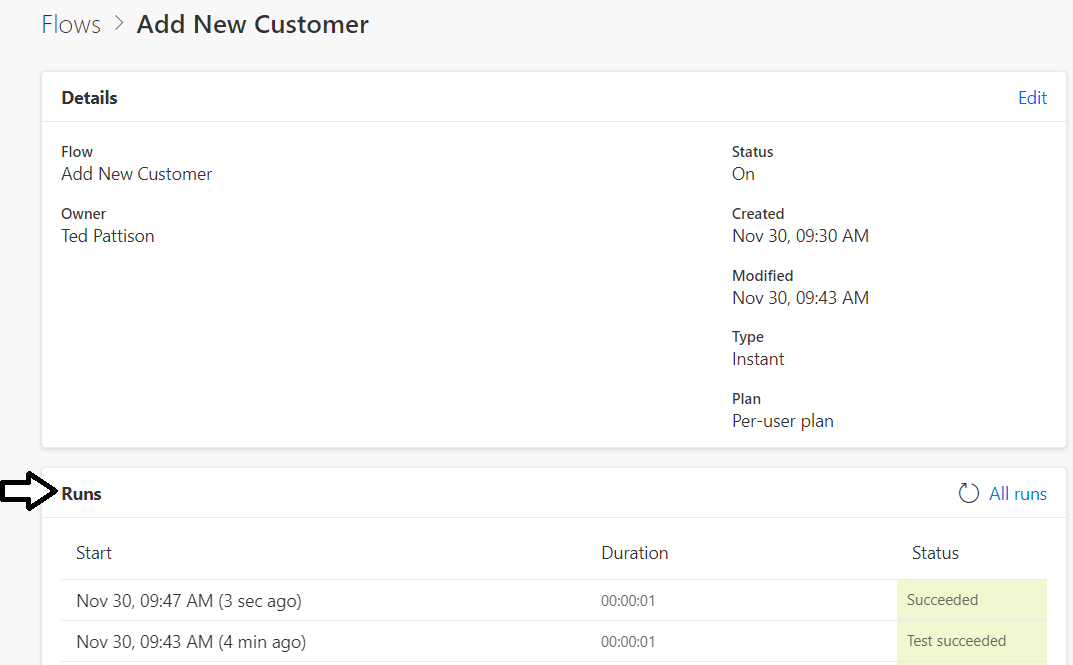 Flows > Add New Customer
Details Edit
Flow Status
Add New Customer On
Owner Created
Ted Pattison Nov 30, 09:30 AM
Modified
Nov 30, 09:43 AM
Type
Instant
Plan
Per-user plan
Runs All runs
Start Duration Status
Nov 30, 09:47 AM (3 sec ago) 00:00:01 Succeeded
Nov 30, 09:43 AM (4 min ago) 00:00:01 Test succeeded